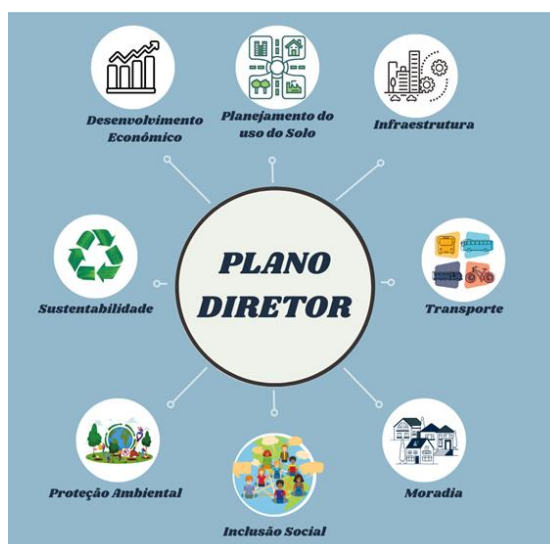 Desenvolvimento
Econômico
Planejamento do
uso do Solo
Infraestrutura
PLANO
DIRETOR
Sustentabilidade
Transporte
Proteção Ambiental
Inclusão Social
Moradia